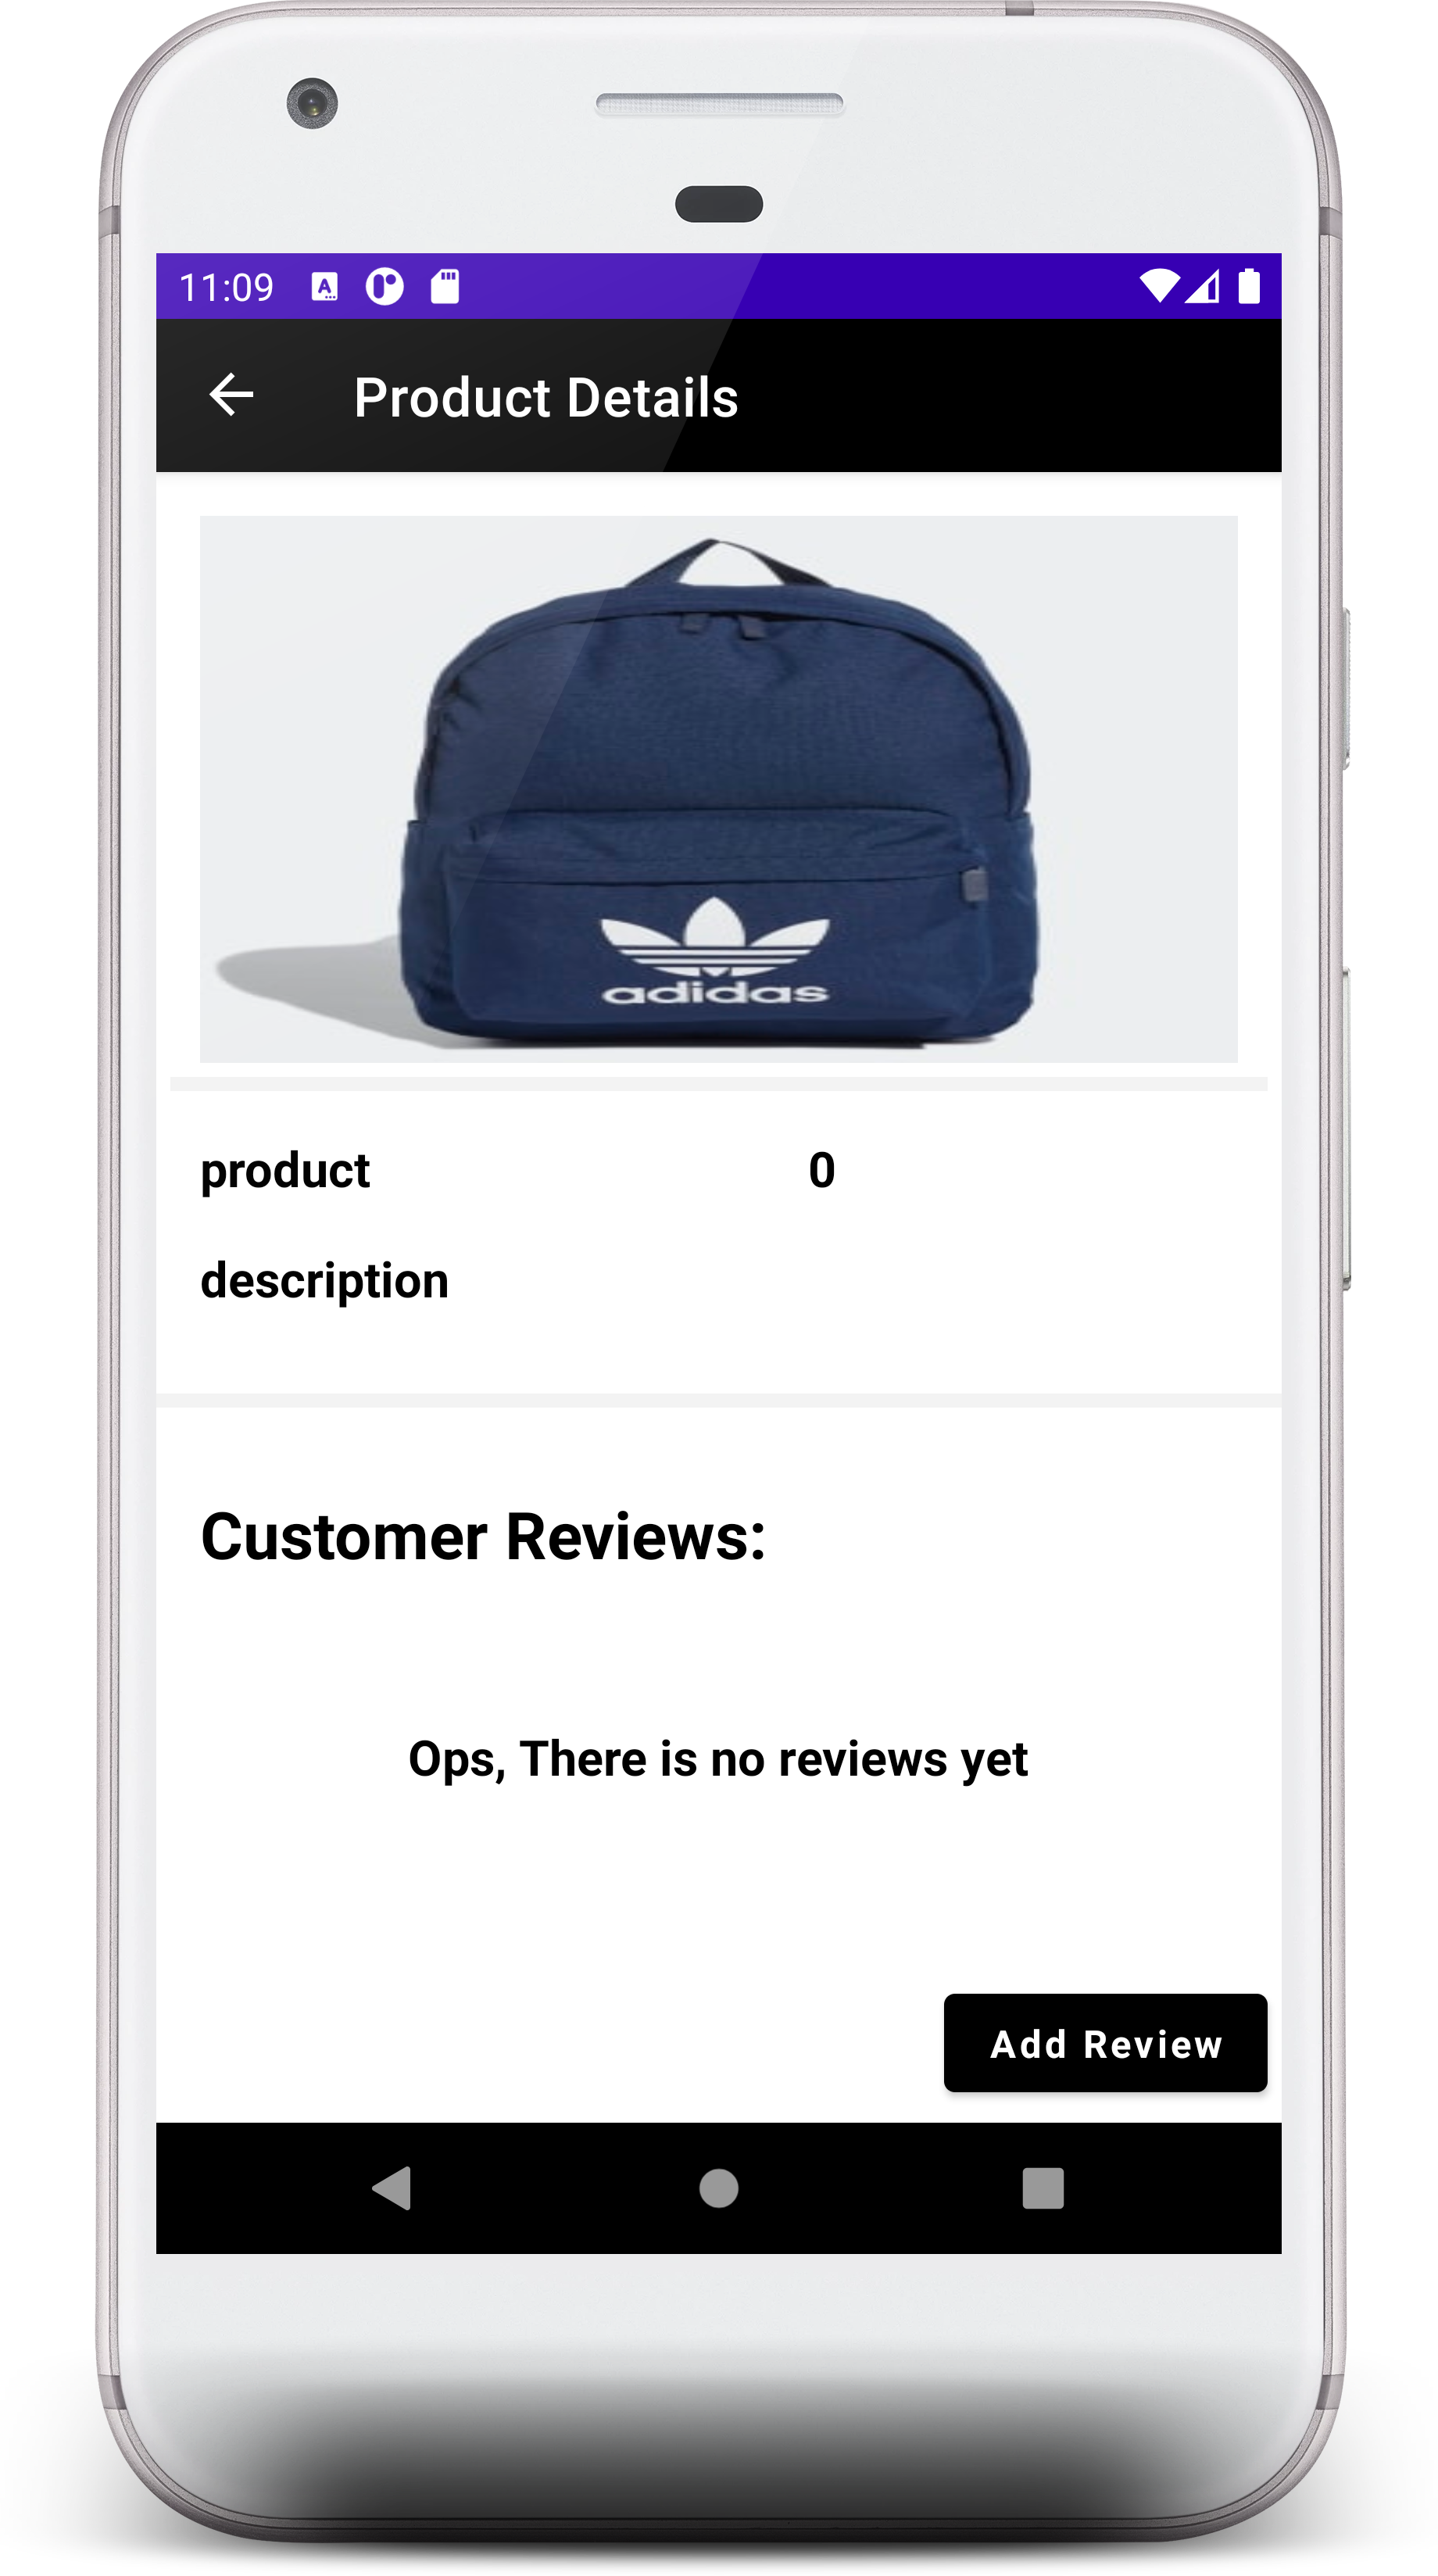 11:09
Product Details
adidas
product 0
description
Customer Reviews:
Ops, There is no reviews yet
Add Review